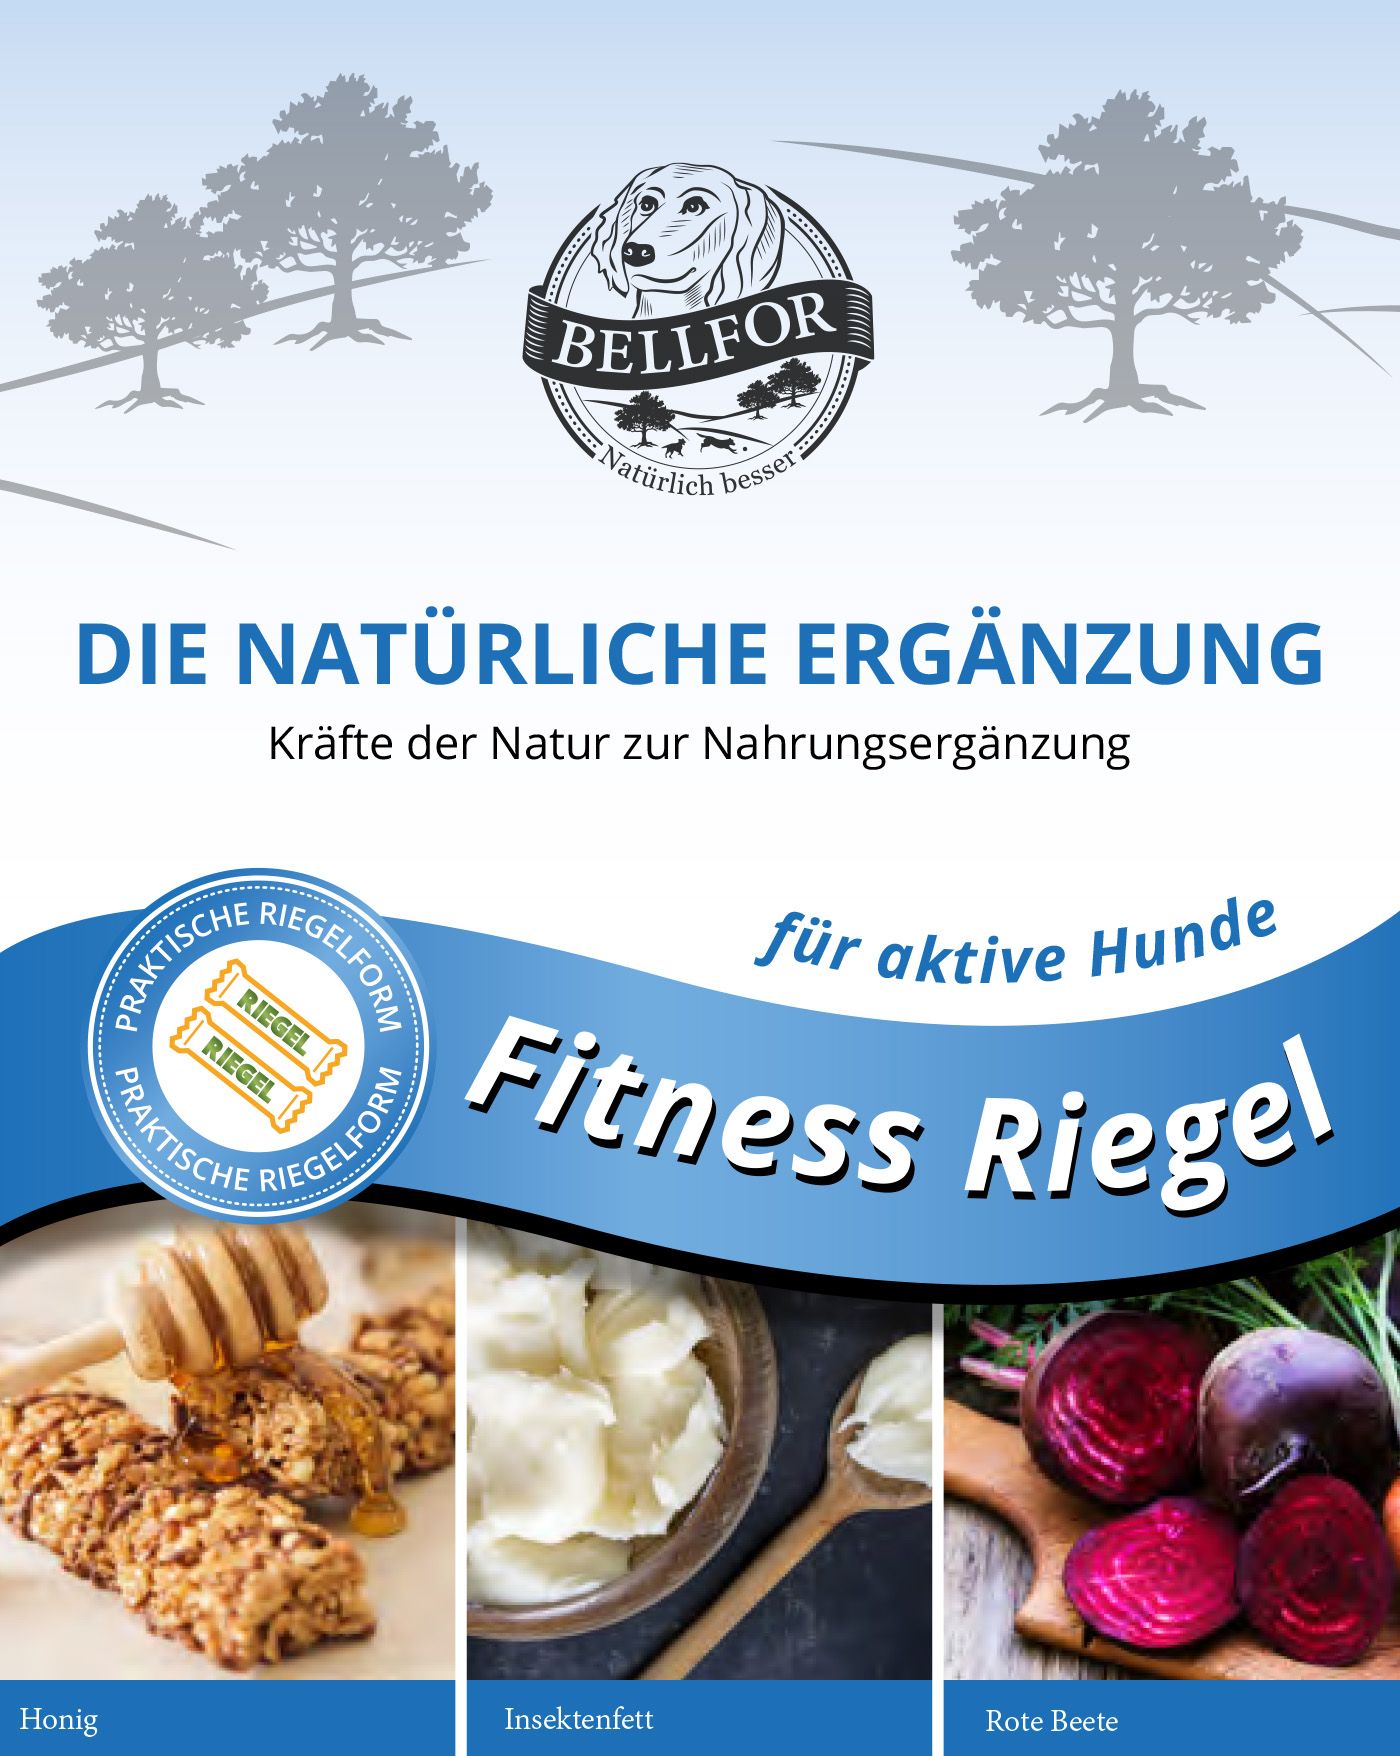 BELLFOR
Natürlich besser
DIE NATÜRLICHE ERGÄNZUNG
Kräfte der Natur zur Nahrungsergänzung
für aktive Hunde
PRAKTISCHE RIEGELFORM
RIEGEL
RIEGEL
PRAKTISCHE RIEGELFORM
Fitness Riegel
Honig
Insektenfett
Rote Beete